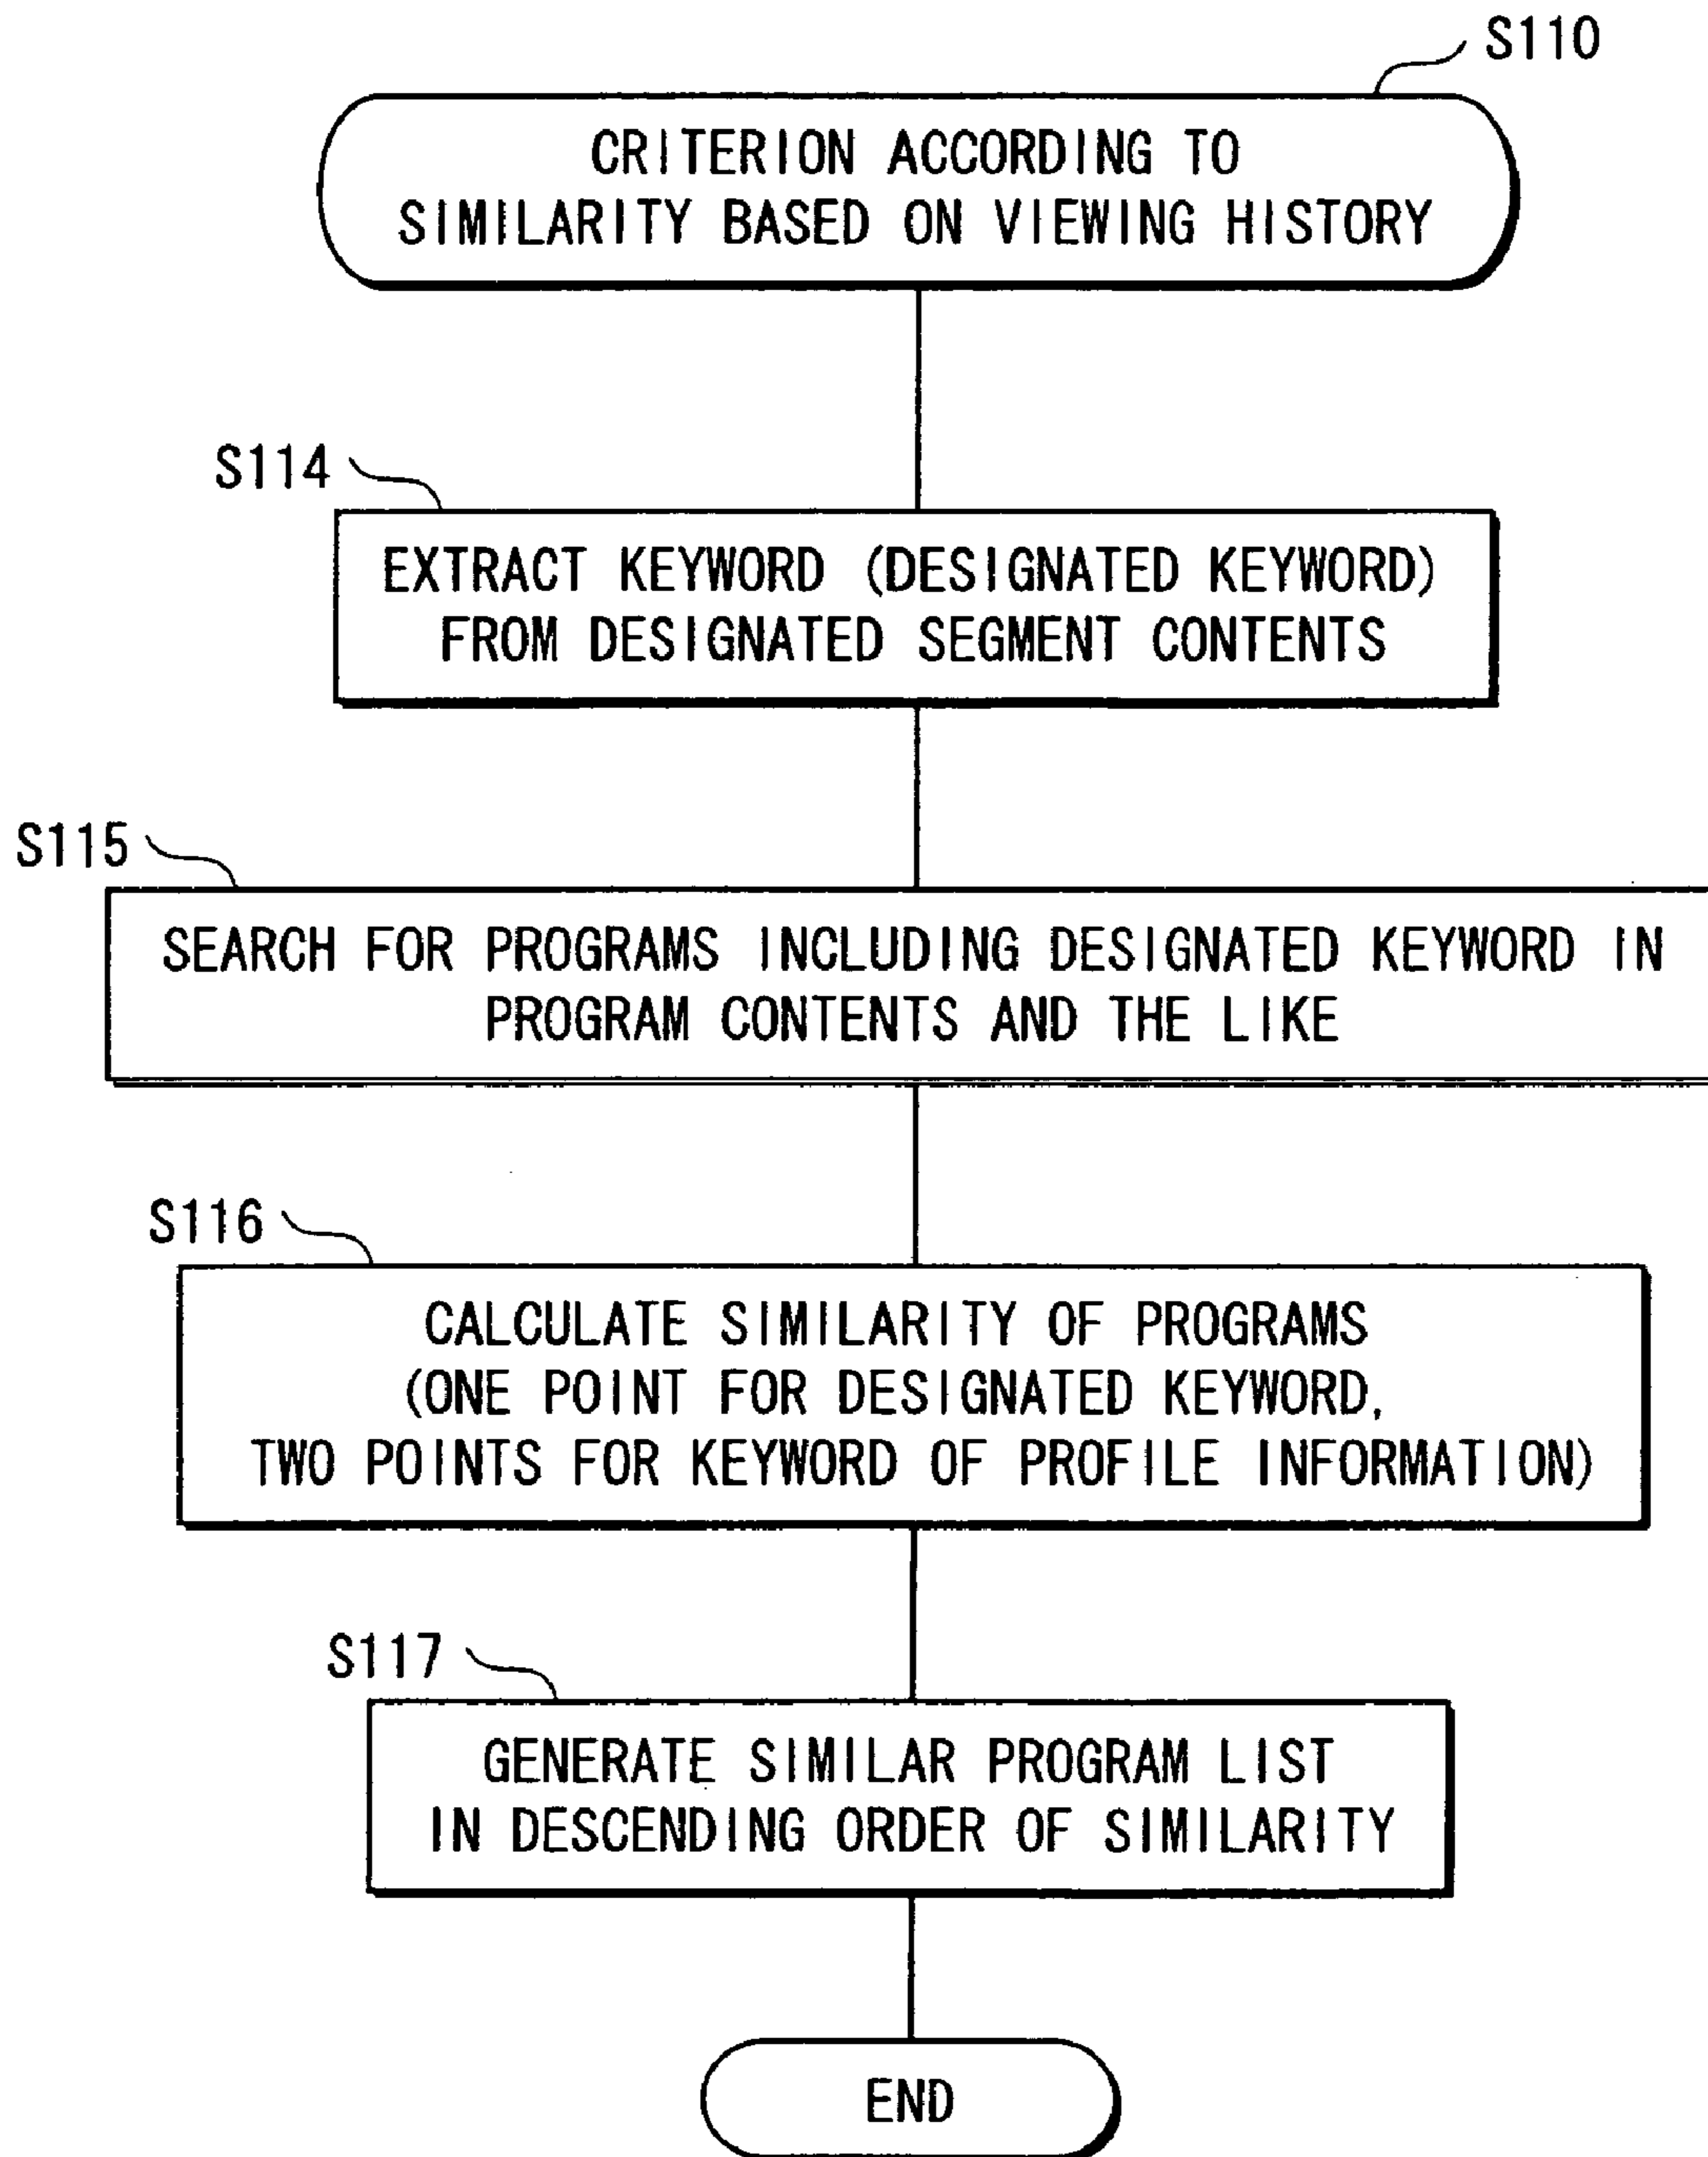 S110
CRITERION ACCORDING TO
SIMILARITY BASED ON VIEWING HISTORY
S114
EXTRACT KEYWORD (DESIGNATED KEYWORD)
FROM DESIGNATED SEGMENT CONTENTS
S115
SEARCH FOR PROGRAMS INCLUDING DESIGNATED KEYWORD IN
PROGRAM CONTENTS AND THE LIKE
S116
CALCULATE SIMILARITY OF PROGRAMS
(ONE POINT FOR DESIGNATED KEYWORD,
TWO POINTS FOR KEYWORD OF PROFILE INFORMATION)
S117
GENERATE SIMILAR PROGRAM LIST
IN DESCENDING ORDER OF SIMILARITY
END